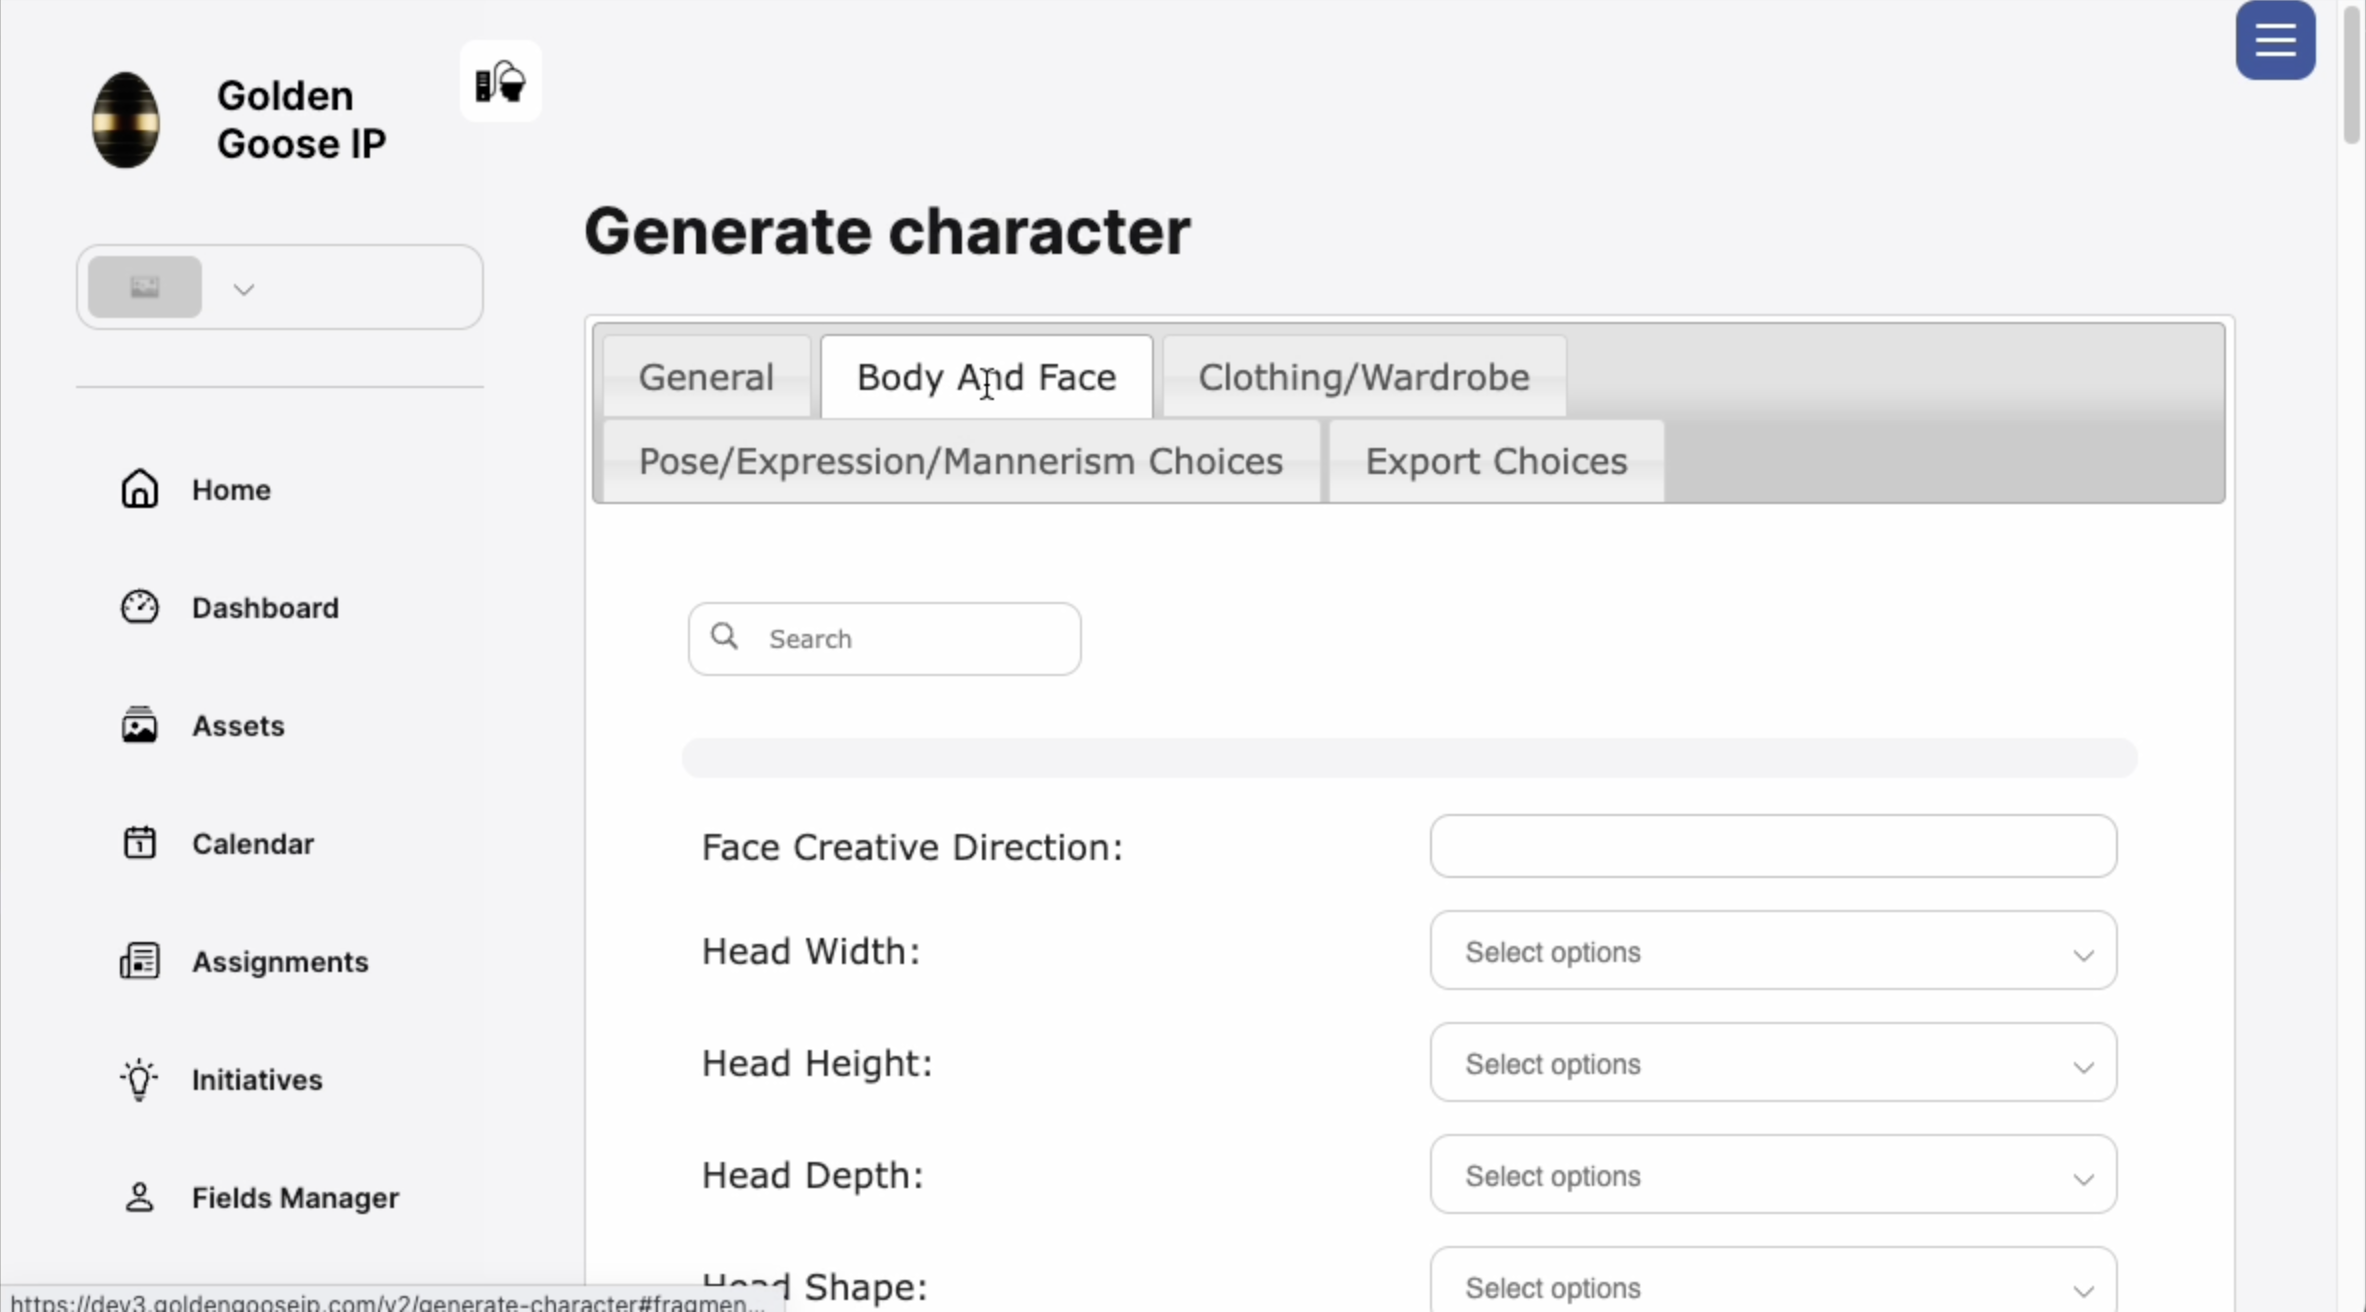 Golden
Goose IP
Generate character
General
Body And Face
Clothing/Wardrobe
Pose/Expression/Mannerism Choices
Export Choices
Home
Dashboard
Assets
Calendar
Assignments
Initiatives
Fields Manager
Search
Face Creative Direction:
Head Width:
Select options
Head Height:
Select options
Head Depth:
Select options
Head Shape:
Select options
https://dev3.goldengooseip.com/v2/generate-character#fragmen...